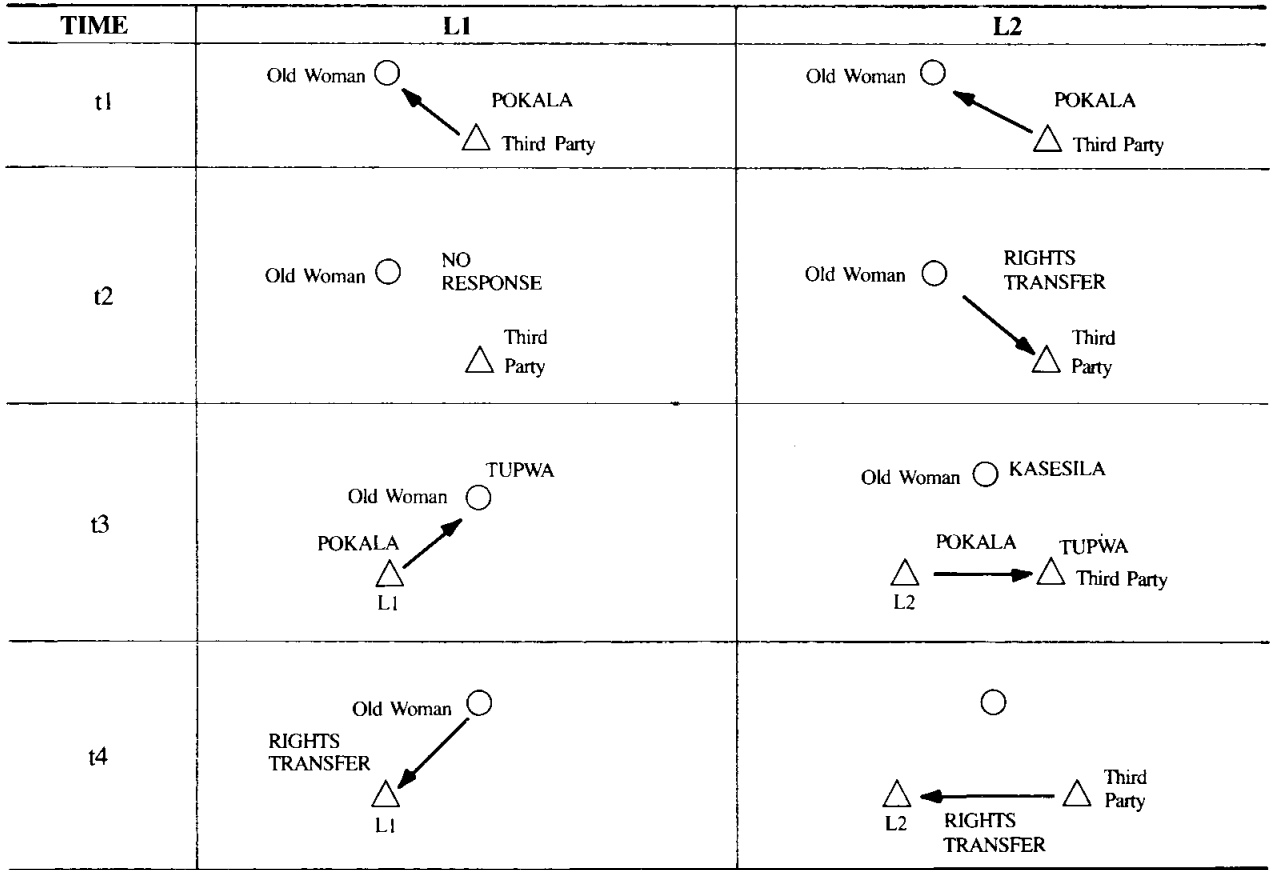 TIME L1 L2
t1
Old Woman
POKALA
Third Party
Old Woman
POKALA
Third Party
t2
Old Woman
NO
RESPONSE
Third
Party
Old Woman
RIGHTS
TRANSFER
Third
Party
t3
TUPWA
Old Woman
POKALA
L1
Old Woman
KASESILA
POKALA
TUPWA
Third Party
L2
t4
Old Woman
RIGHTS
TRANSFER
L1
Third
Party
L2
RIGHTS
TRANSFER